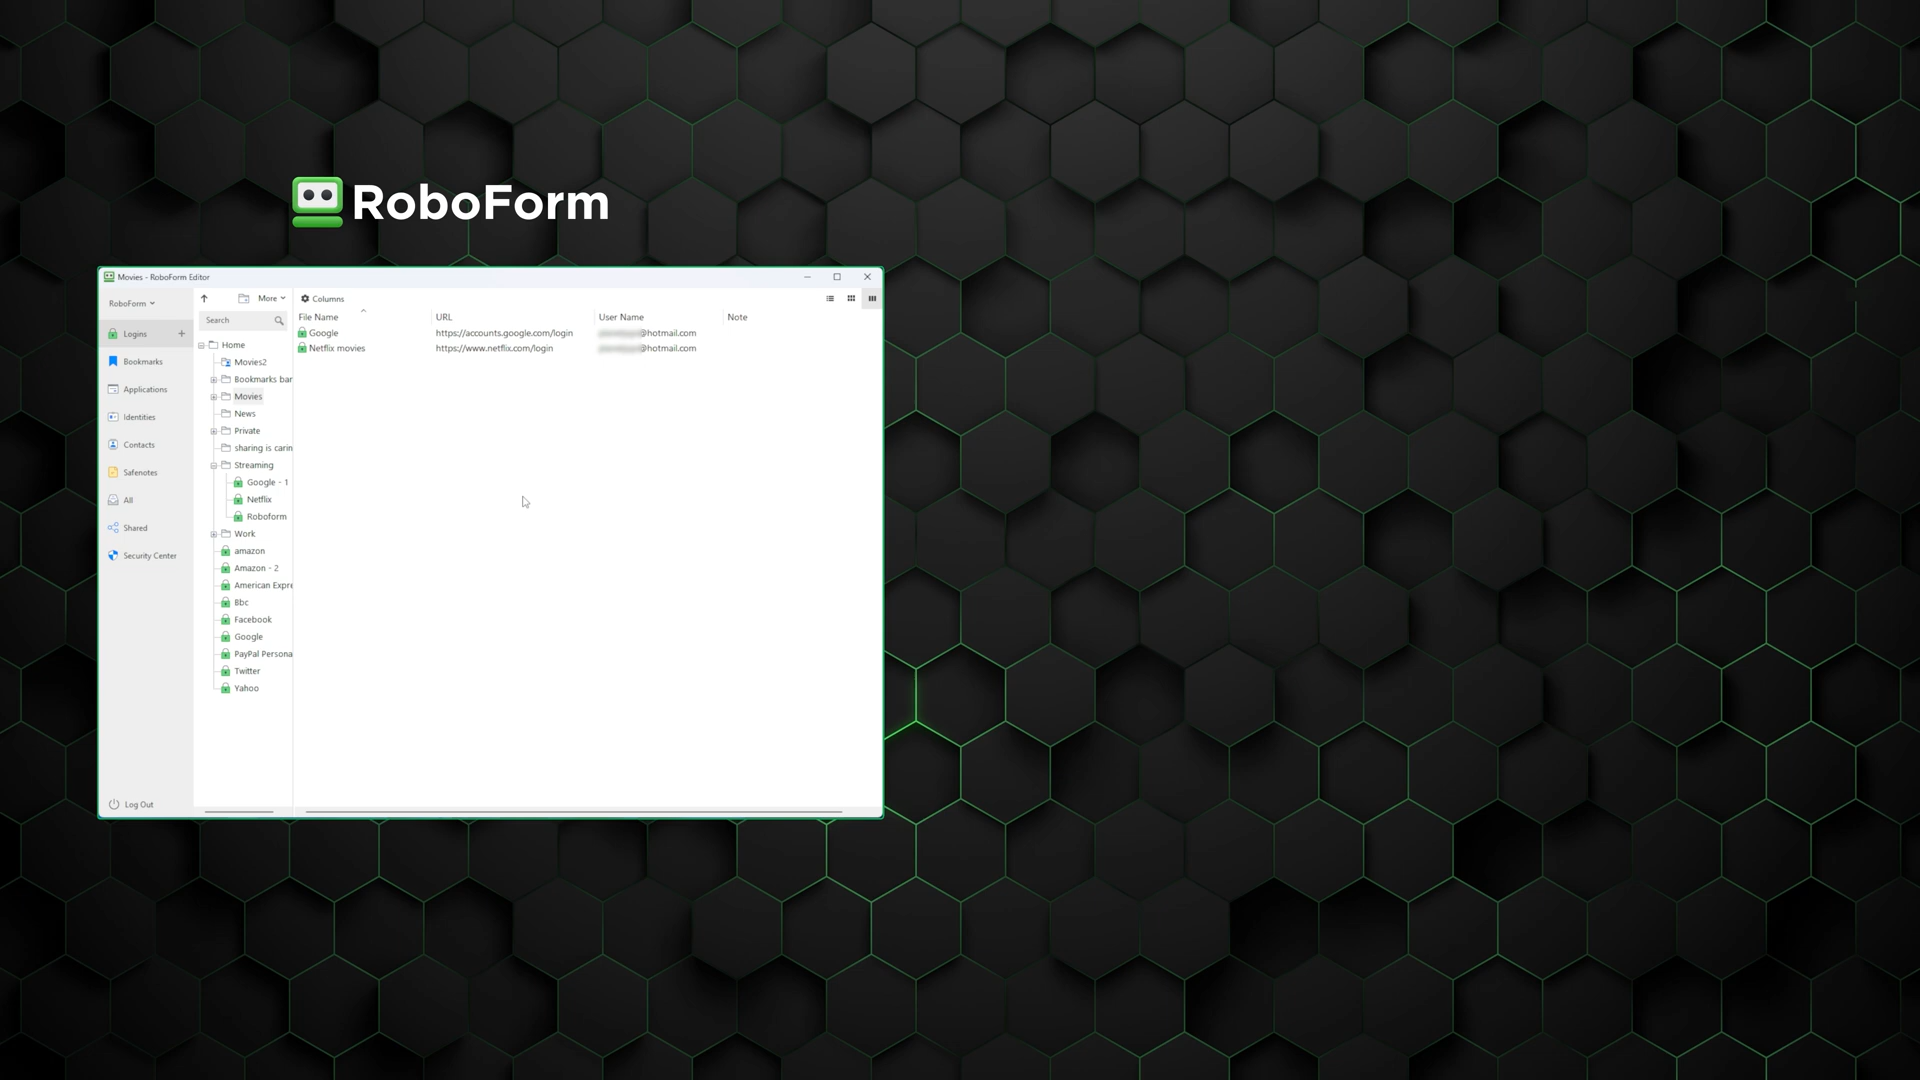 RoboForm
Movies - RoboForm Editor
RoboForm
More
Columns
Search
File Name
URL
User Name
Note
Google
https://accounts.google.com/login
@hotmail.com
Netflix movies
https://www.netflix.com/login
@hotmail.com
Logins
Bookmarks
Applications
Identities
Contacts
Safenotes
All
Shared
Security Center
Log Out
Home
Movies2
Bookmarks bar
Movies
News
Private
sharing is carin
Streaming
Google - 1
Netflix
Roboform
Work
amazon
Amazon - 2
American Expre
Bbc
Facebook
Google
PayPal Persona
Twitter
Yahoo